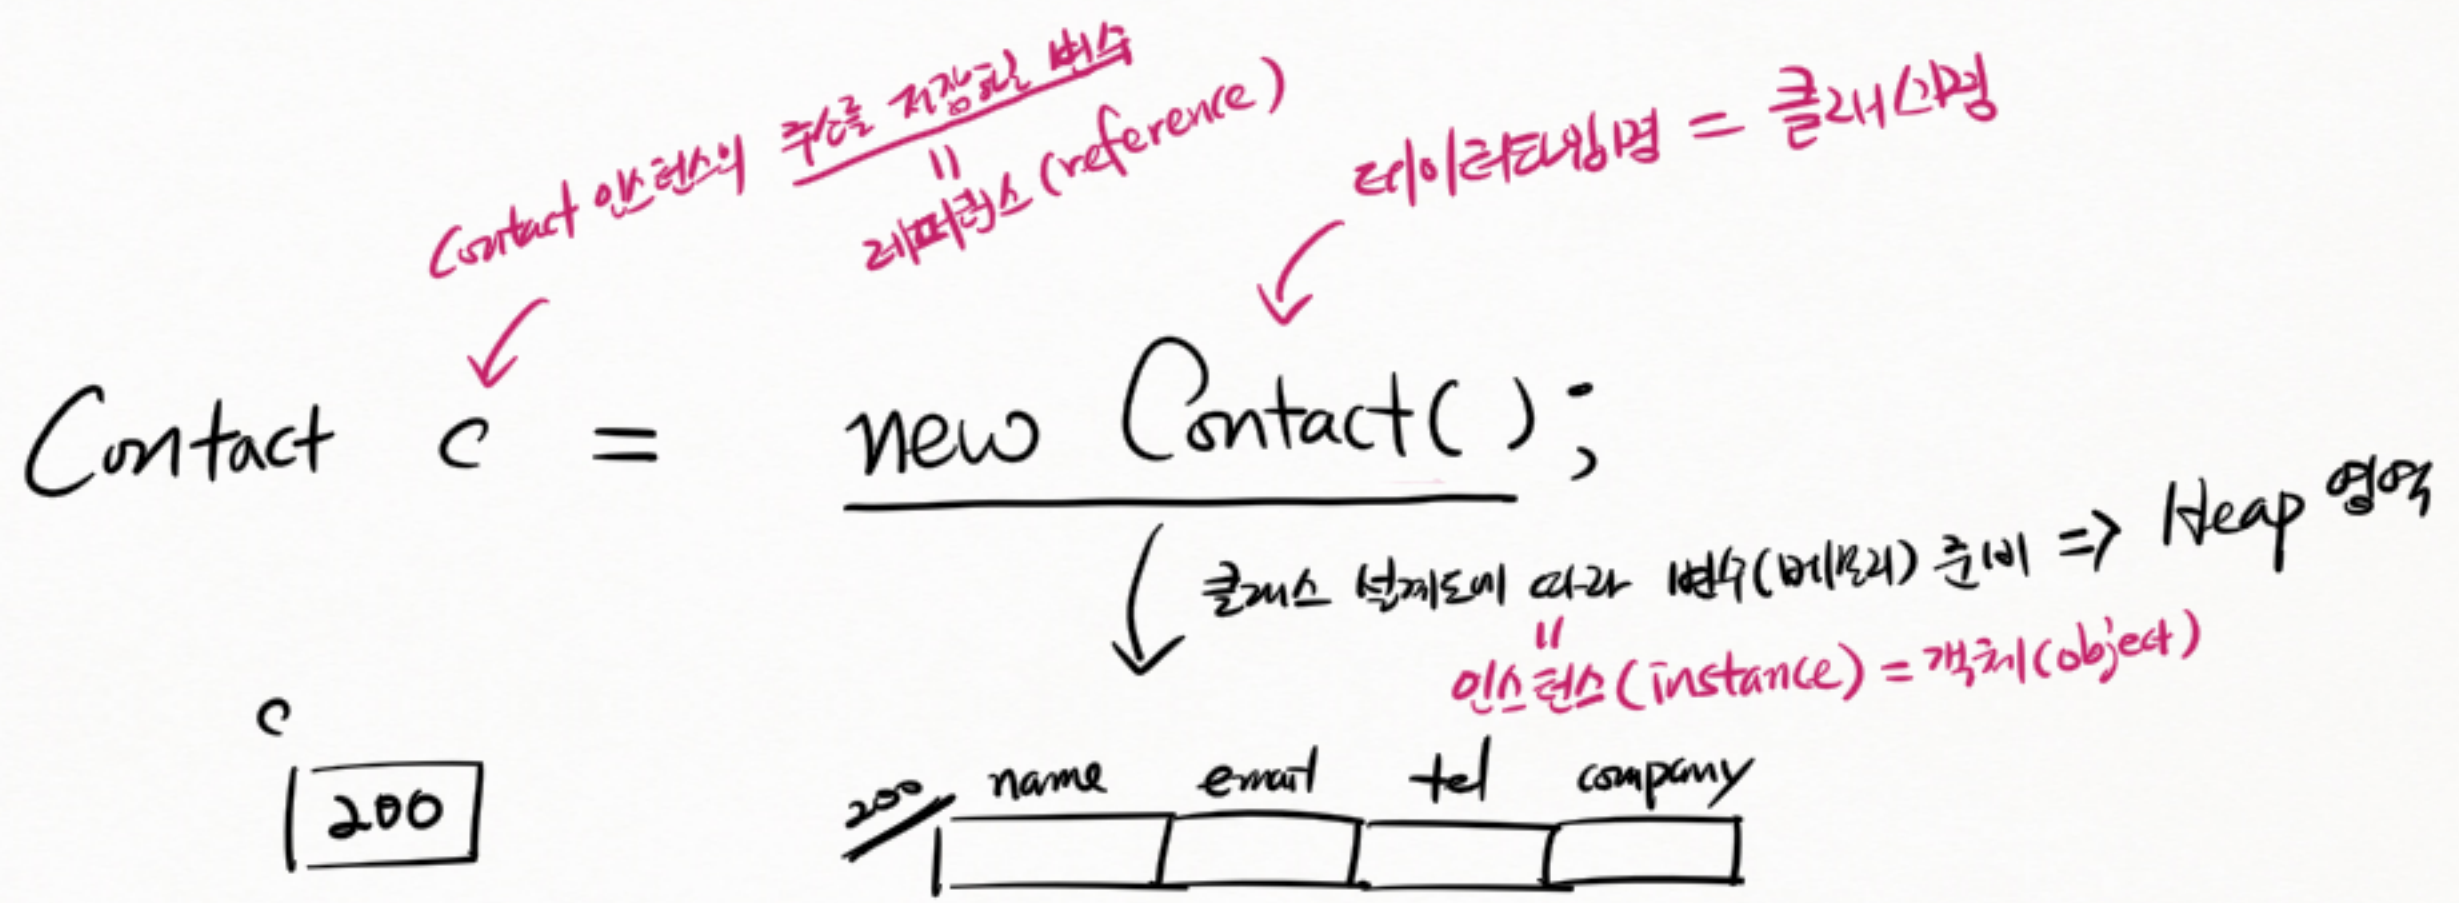 Contact 인스턴스의 주소를 저장할 변수
=
레퍼런스(reference)
데이터타입명 = 클래스명
Contact c = new Contact();
클래스 설계도에 따라 변수(메모리) 준비 => Heap 영역
=
인스턴스(instance) = 객체(object)
c
200
200
name email tel company